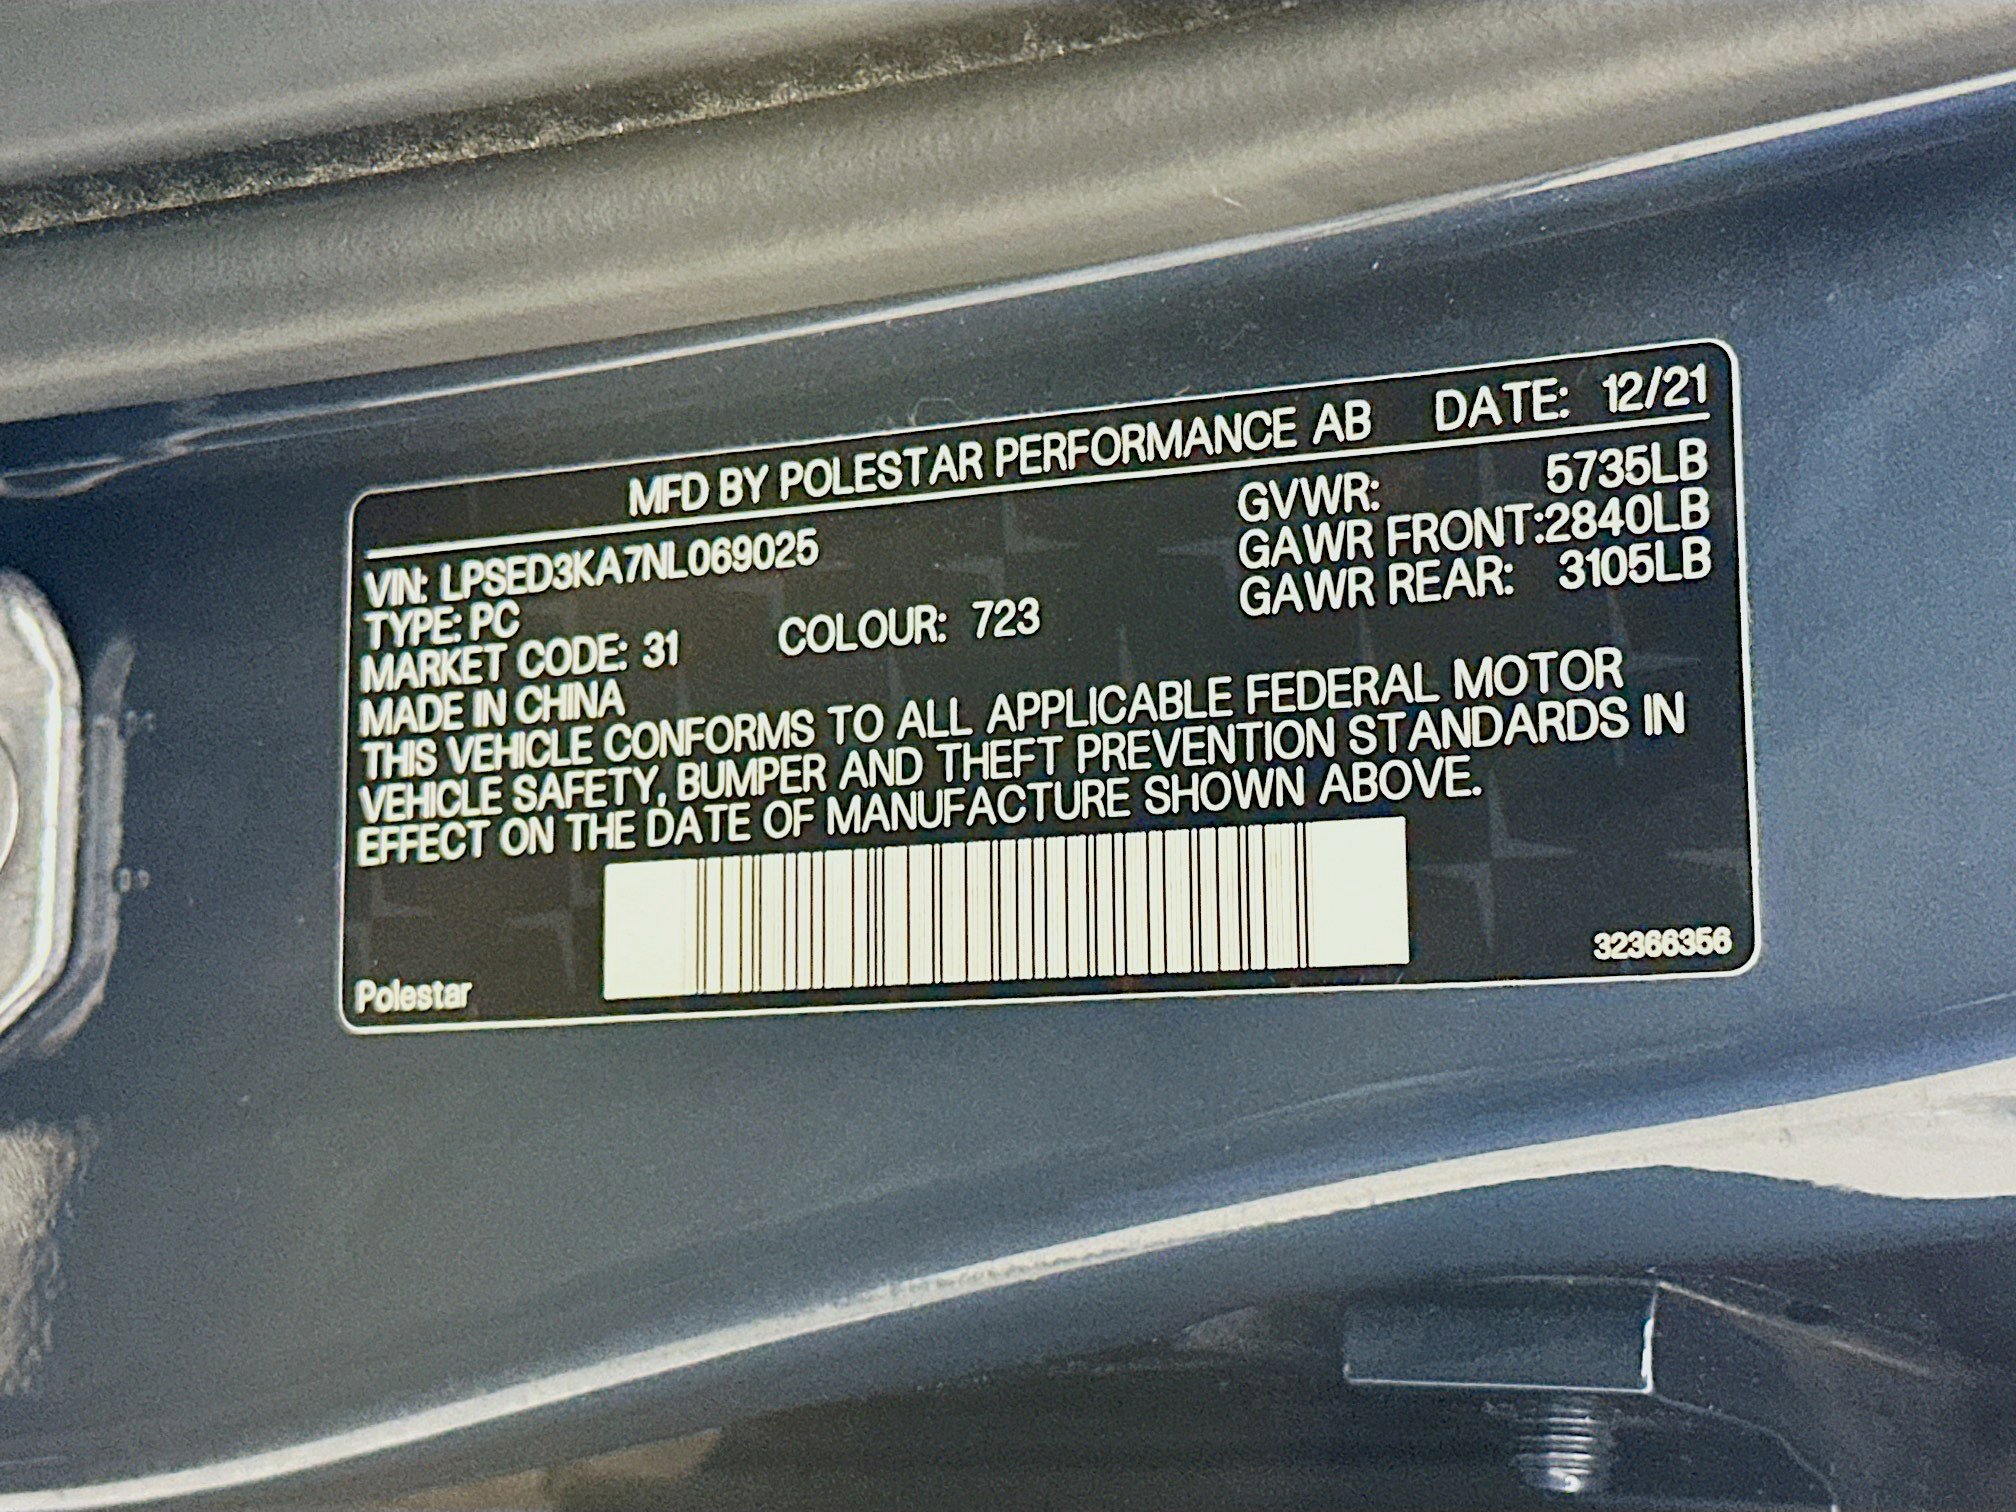 MFD BY POLESTAR PERFORMANCE AB DATE: 12/21
VIN: LPSED3KA7NL069025 GVWR: 5735LB
TYPE: PC GAWR FRONT:2840LB
MARKET CODE: 31 COLOUR: 723 GAWR REAR: 3105LB
MADE IN CHINA
THIS VEHICLE CONFORMS TO ALL APPLICABLE FEDERAL MOTOR
VEHICLE SAFETY, BUMPER AND THEFT PREVENTION STANDARDS IN
EFFECT ON THE DATE OF MANUFACTURE SHOWN ABOVE.
Polestar 32366356